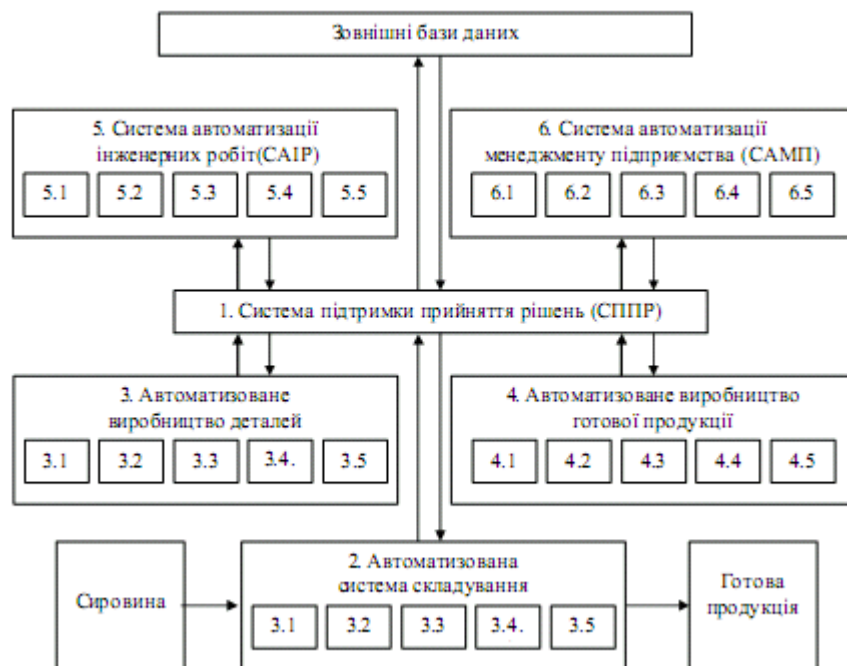 Зовнішні бази даних
5. Система автоматизації
інженерних робіт(САІР)
5.1 5.2 5.3 5.4 5.5
6. Система автоматизації
менеджменту підприємства (САМП)
6.1 6.2 6.3 6.4 6.5
1. Система підтримки прийняття рішень (СППР)
3. Автоматизоване
виробництво деталей
3.1 3.2 3.3 3.4. 3.5
4. Автоматизоване виробництво
готової продукції
4.1 4.2 4.3 4.4 4.5
Сировина
2. Автоматизована
система складування
3.1 3.2 3.3 3.4. 3.5
Готова
продукція